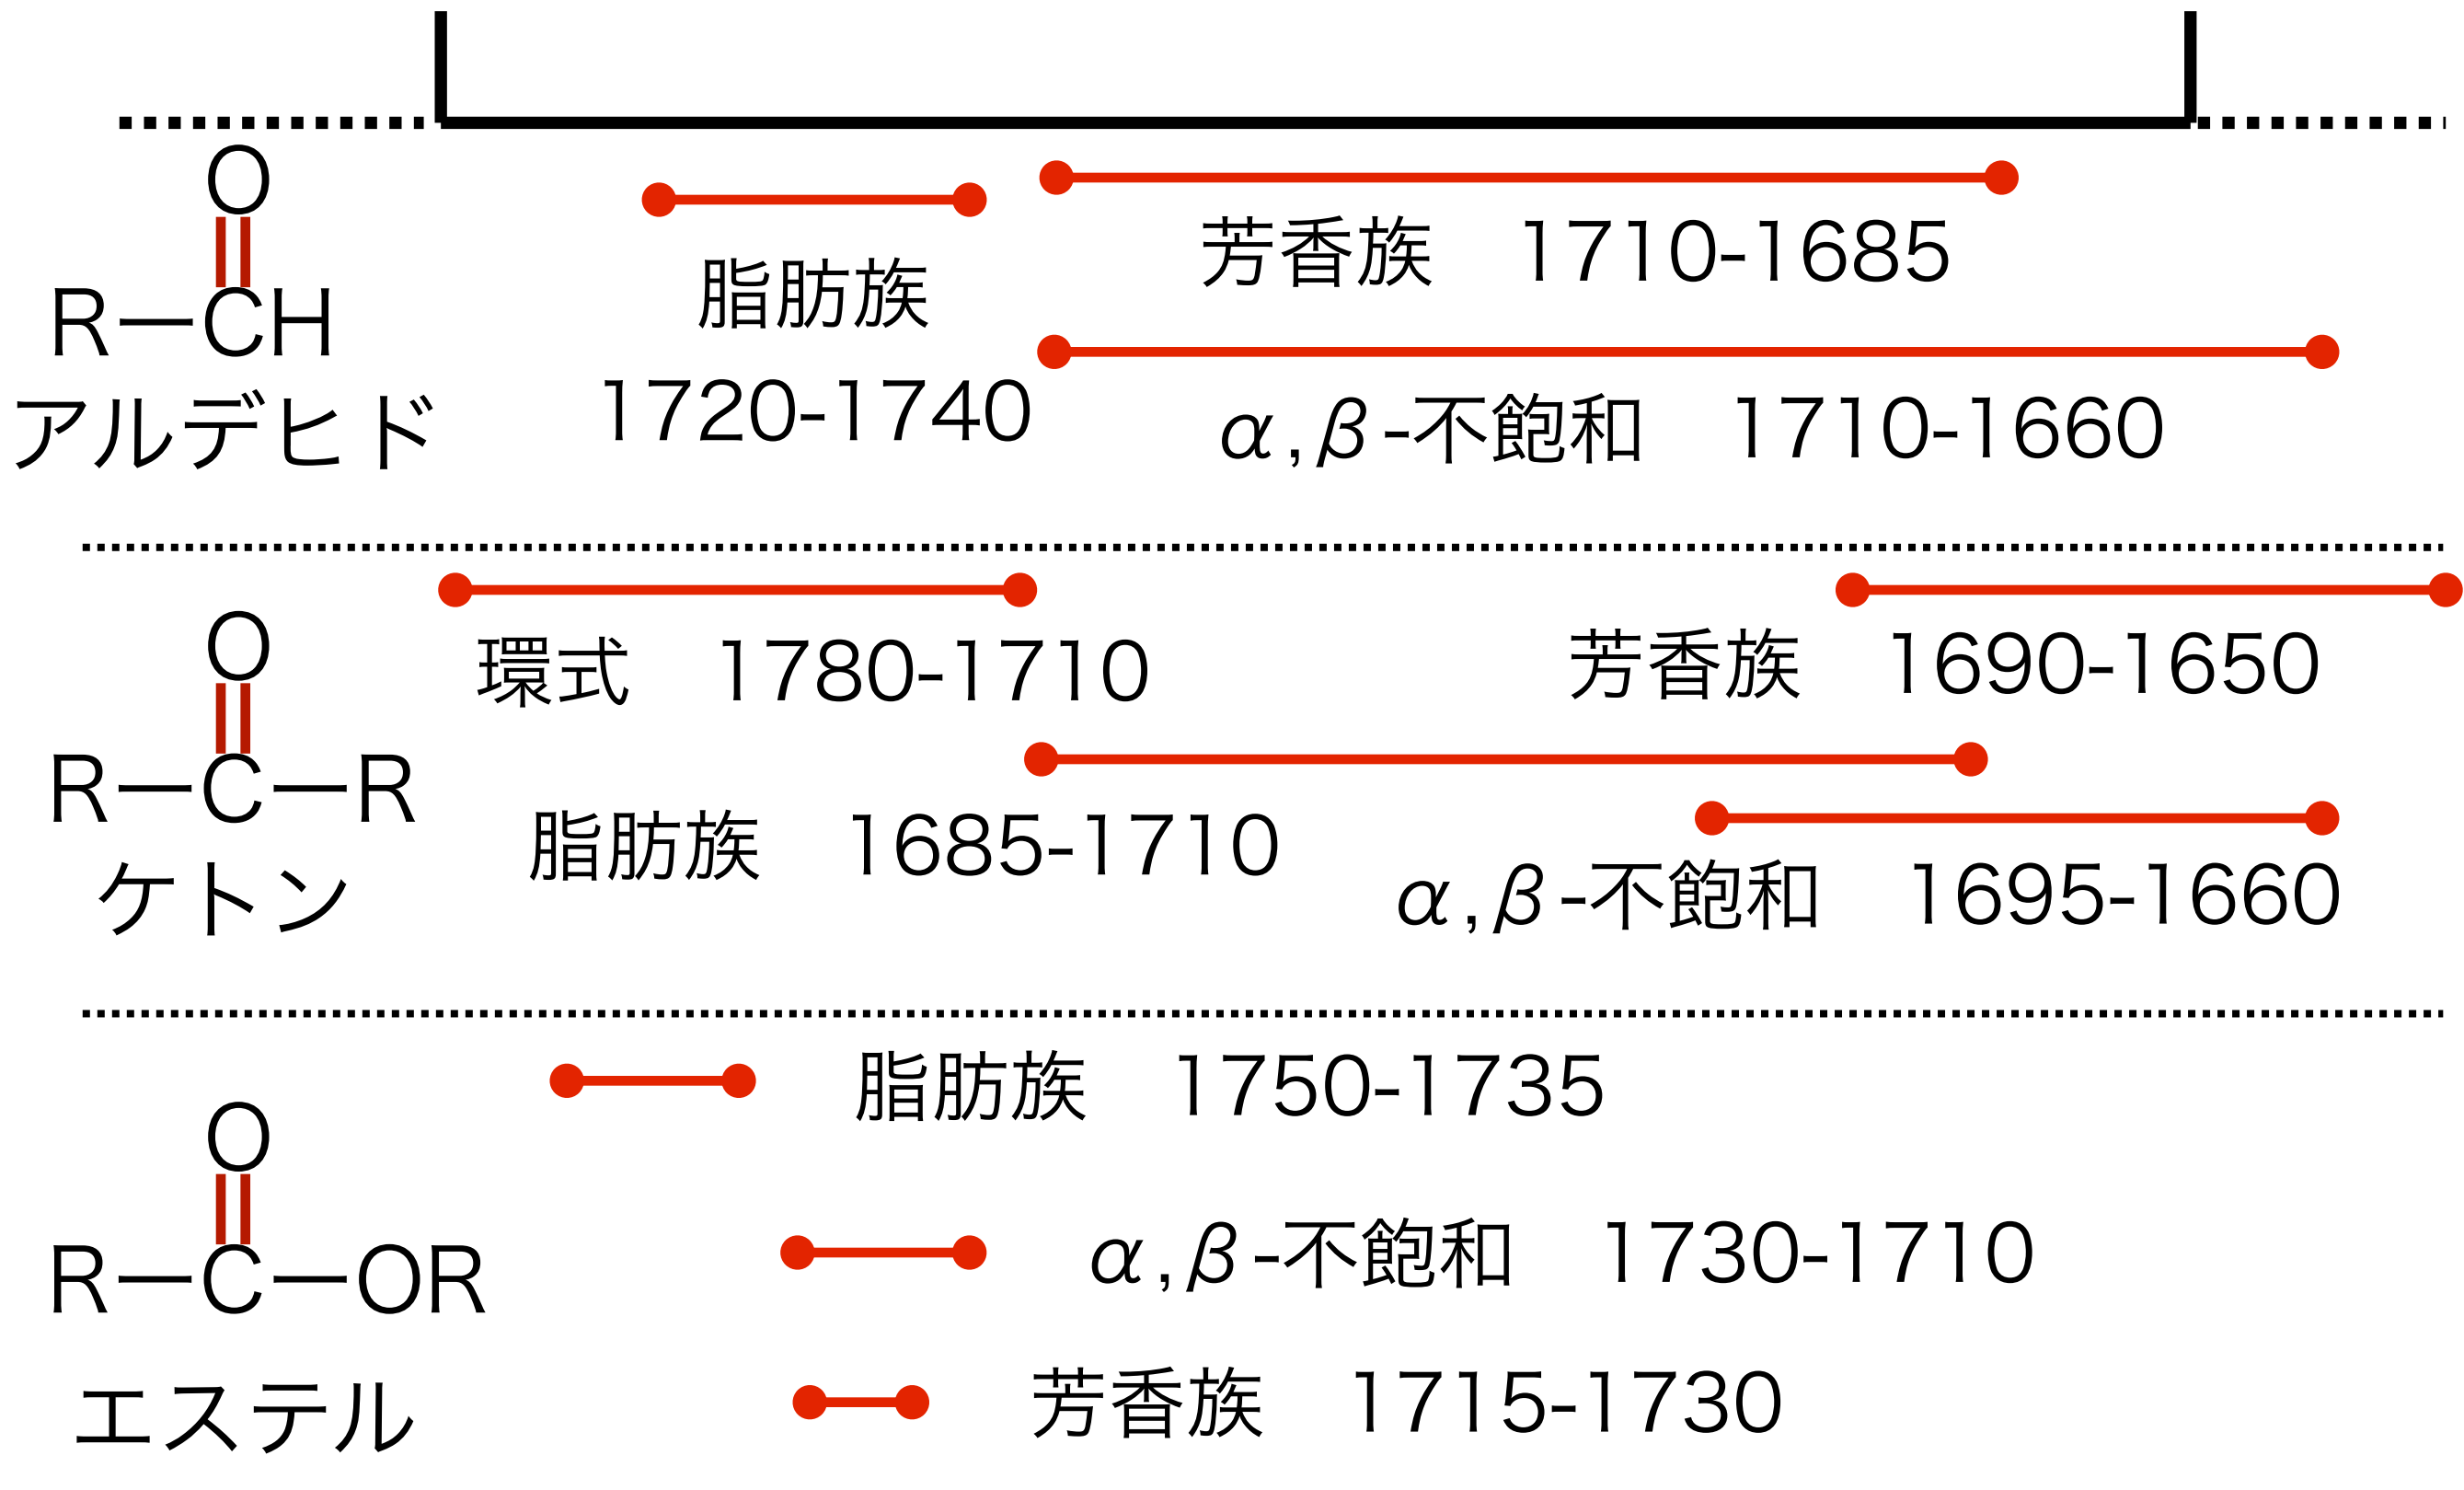 O
R CH
アルデヒド
脂肪族
1720-1740
芳香族 1710-1685
α,β-不飽和 1710-1660
O
R C R
ケトン
環式 1780-1710
芳香族 1690-1650
脂肪族 1685-1710
α,β-不飽和 1695-1660
O
R C OR
エステル
脂肪族 1750-1735
α,β-不飽和 1730-1710
芳香族 1715-1730